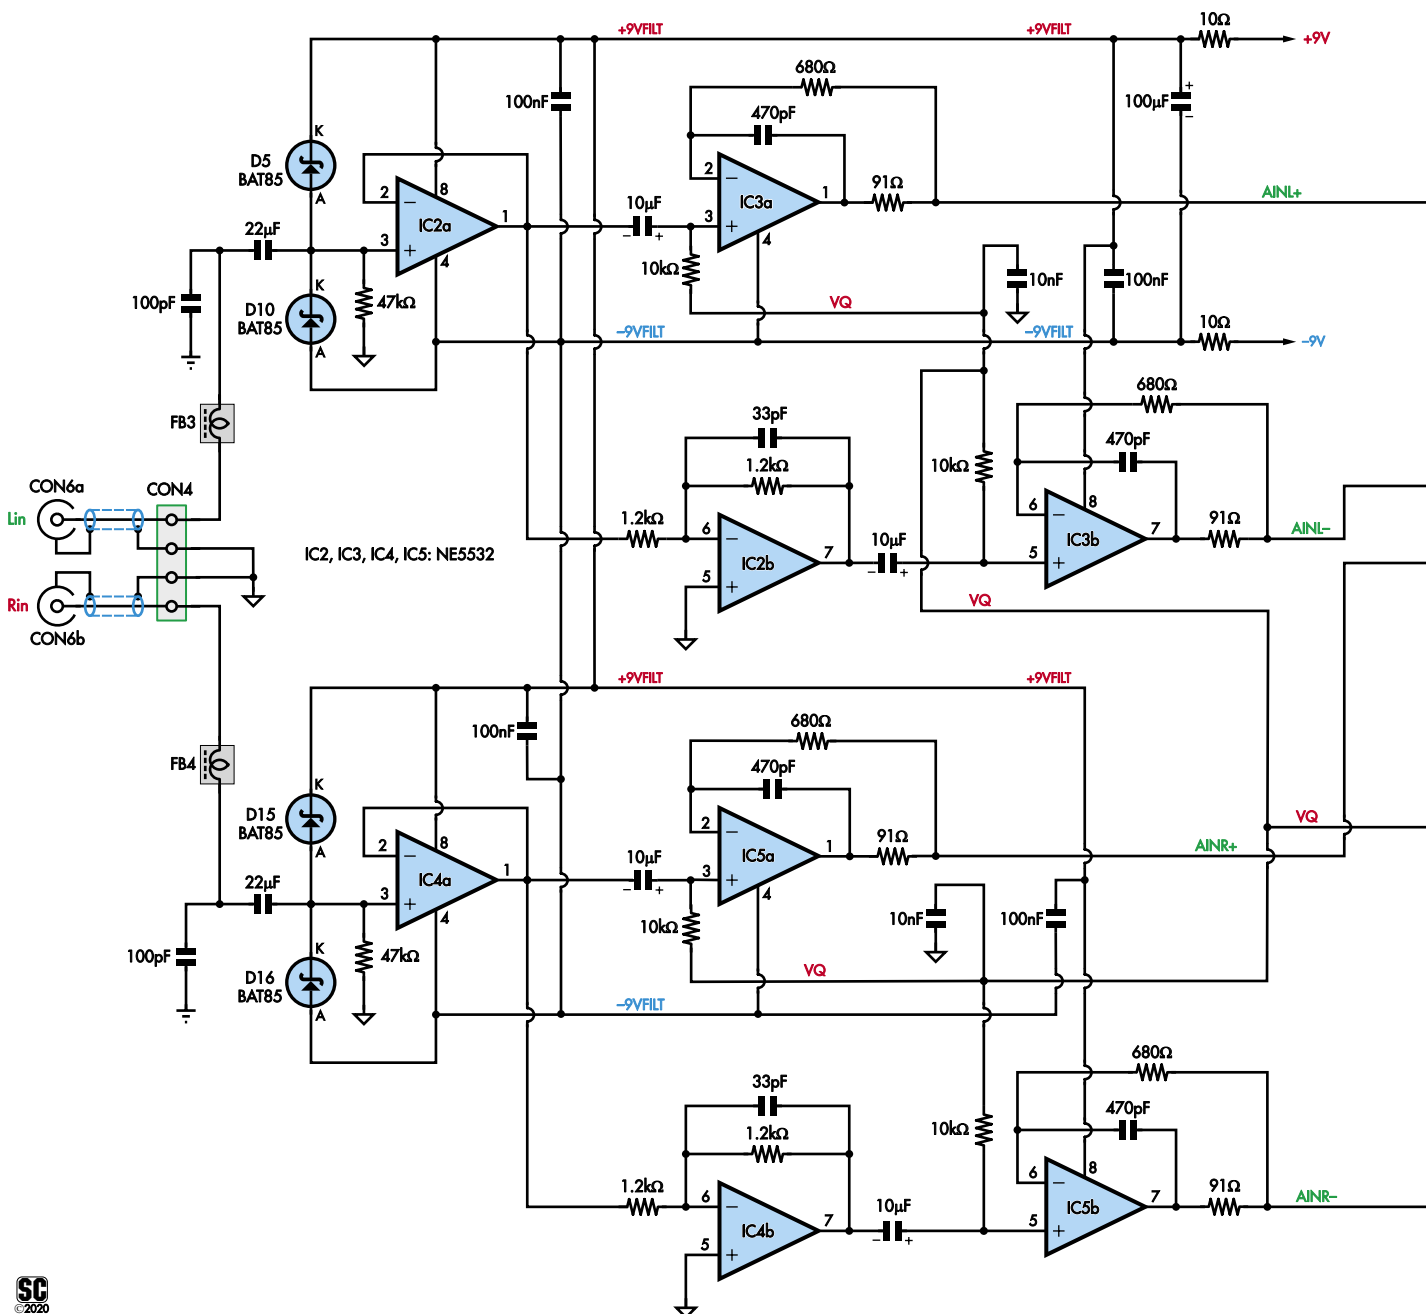 +9VFILT
+9VFILT
10Ω
+9V
680Ω
100nF
470pF
100µF
+
−
K
D5
BAT85
A
2
−
8
IC2a
1
3
+
4
22µF
10µF
−
+
2
−
IC3a
1
3
+
4
91Ω
AINL+
10kΩ
10nF
100nF
100pF
K
D10
BAT85
A
47kΩ
VQ
−9VFILT
−9VFILT
10Ω
−9V
FB3
33pF
1.2kΩ
680Ω
470pF
10kΩ
CON6a
CON4
Lin
Rin
CON6b
IC2, IC3, IC4, IC5: NE5532
1.2kΩ
6
−
IC2b
7
5
+
10µF
−
+
6
−
8
IC3b
7
5
+
91Ω
AINL−
VQ
+9VFILT
+9VFILT
100nF
680Ω
470pF
FB4
K
D15
BAT85
A
2
−
8
IC4a
1
3
+
4
22µF
10µF
−
+
2
−
IC5a
1
3
+
4
91Ω
AINR+
VQ
10kΩ
10nF
100nF
100pF
K
D16
BAT85
A
47kΩ
VQ
−9VFILT
33pF
1.2kΩ
680Ω
470pF
10kΩ
1.2kΩ
6
−
IC4b
7
5
+
10µF
−
+
6
−
8
IC5b
7
5
+
91Ω
AINR−
SC
©2020